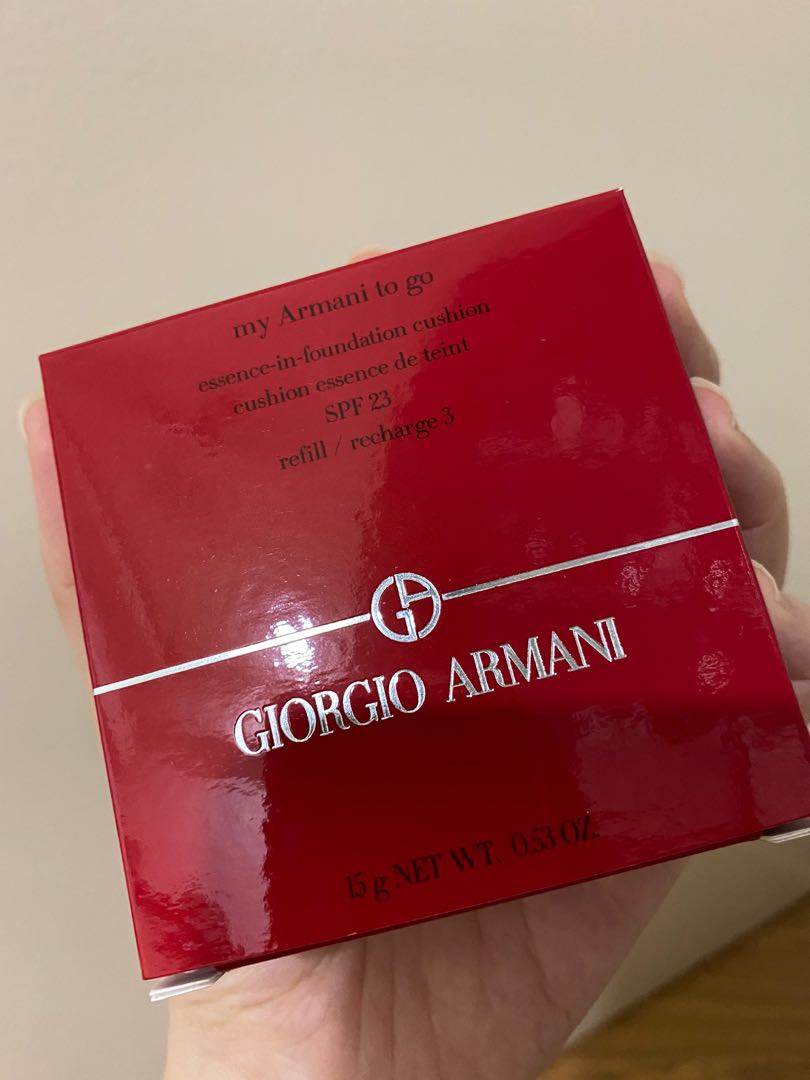 my Armani to go
essence-in-foundation cushion
cushion essence de teint
SPF 23
refill / recharge 3
GA
GIORGIO ARMANI
15 g NET WT. 0.53 OZ.